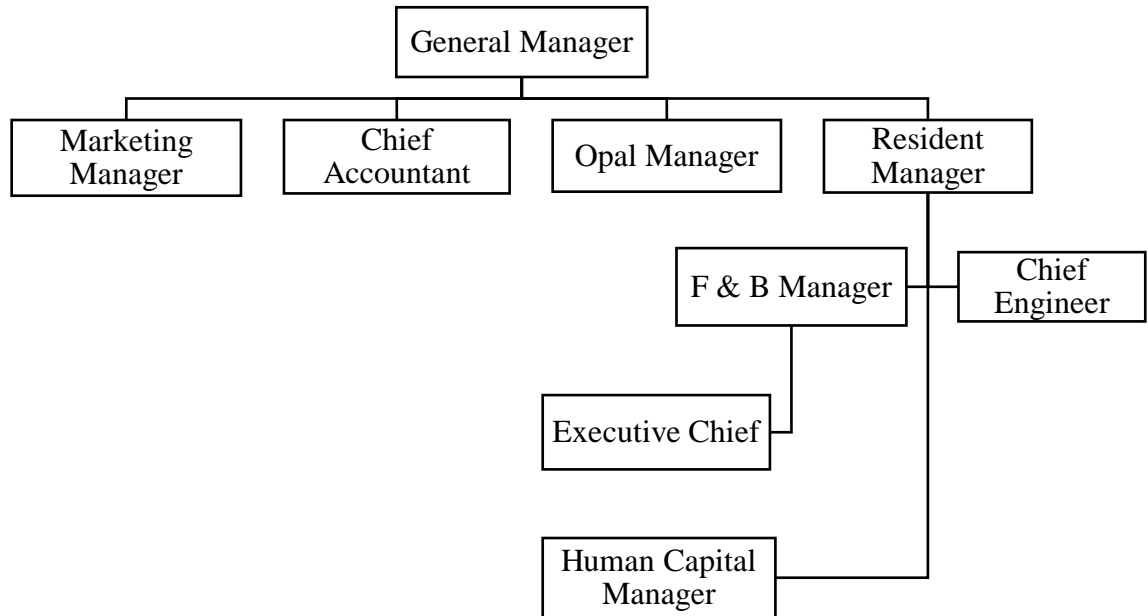 General Manager
Marketing
Manager
Chief
Accountant
Opal Manager
Resident
Manager
F & B Manager
Chief
Engineer
Executive Chief
Human Capital
Manager